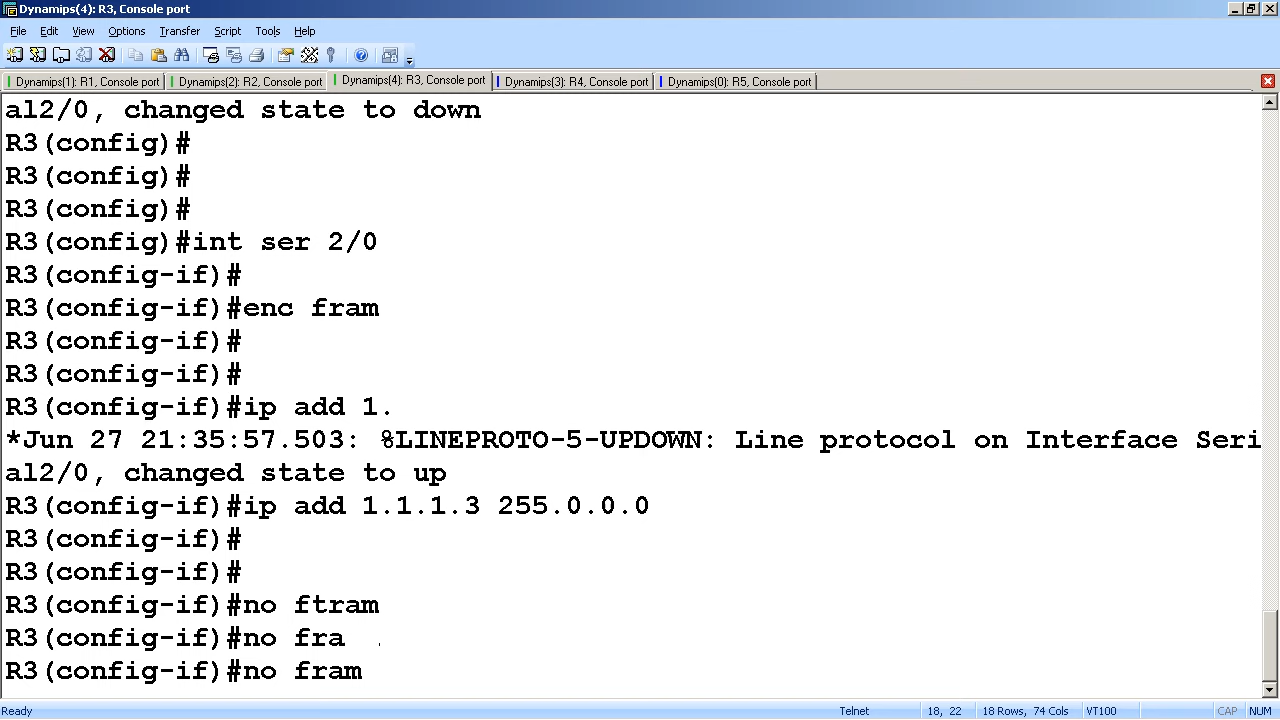 Dynamips(4): R3, Console port
File Edit View Options Transfer Script Tools Help
Dynamips(1): R1, Console port Dynamips(2): R2, Console port Dynamips(4): R3, Console port Dynamips(3): R4, Console port Dynamips(0): R5, Console port
al2/0, changed state to down
R3(config)#
R3(config)#
R3(config)#
R3(config)#int ser 2/0
R3(config-if)#
R3(config-if)#enc fram
R3(config-if)#
R3(config-if)#
R3(config-if)#ip add 1.
*Jun 27 21:35:57.503: %LINEPROTO-5-UPDOWN: Line protocol on Interface Seri
al2/0, changed state to up
R3(config-if)#ip add 1.1.1.3 255.0.0.0
R3(config-if)#
R3(config-if)#
R3(config-if)#no ftram
R3(config-if)#no fra
R3(config-if)#no fram
Ready Telnet 18, 22 18 Rows, 74 Cols VT100 CAP NUM